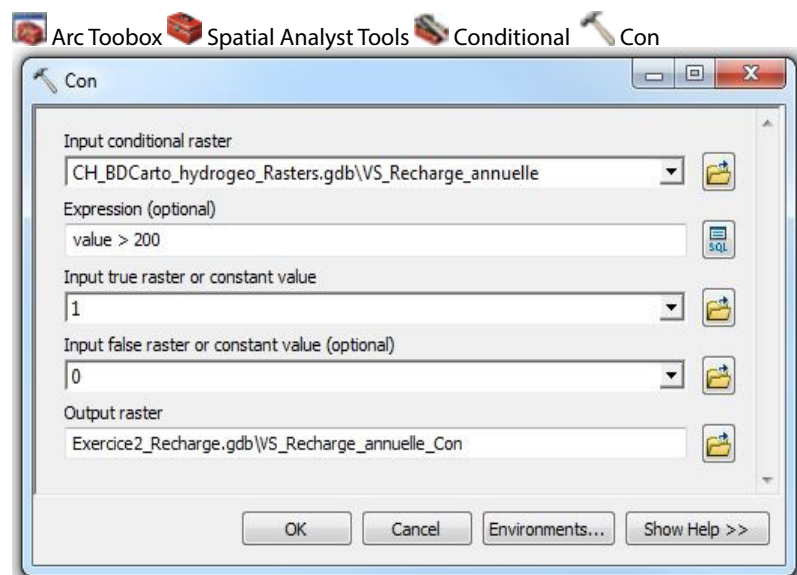 Arc Toobox Spatial Analyst Tools Conditional Con
Con
Input conditional raster
CH_BDCarto_hydrogeo_Rasters.gdb\VS_Recharge_annuelle
Expression (optional)
value > 200
SQL
Input true raster or constant value
1
Input false raster or constant value (optional)
0
Output raster
Exercice2_Recharge.gdb\VS_Recharge_annuelle_Con
OK Cancel Environments... Show Help >>